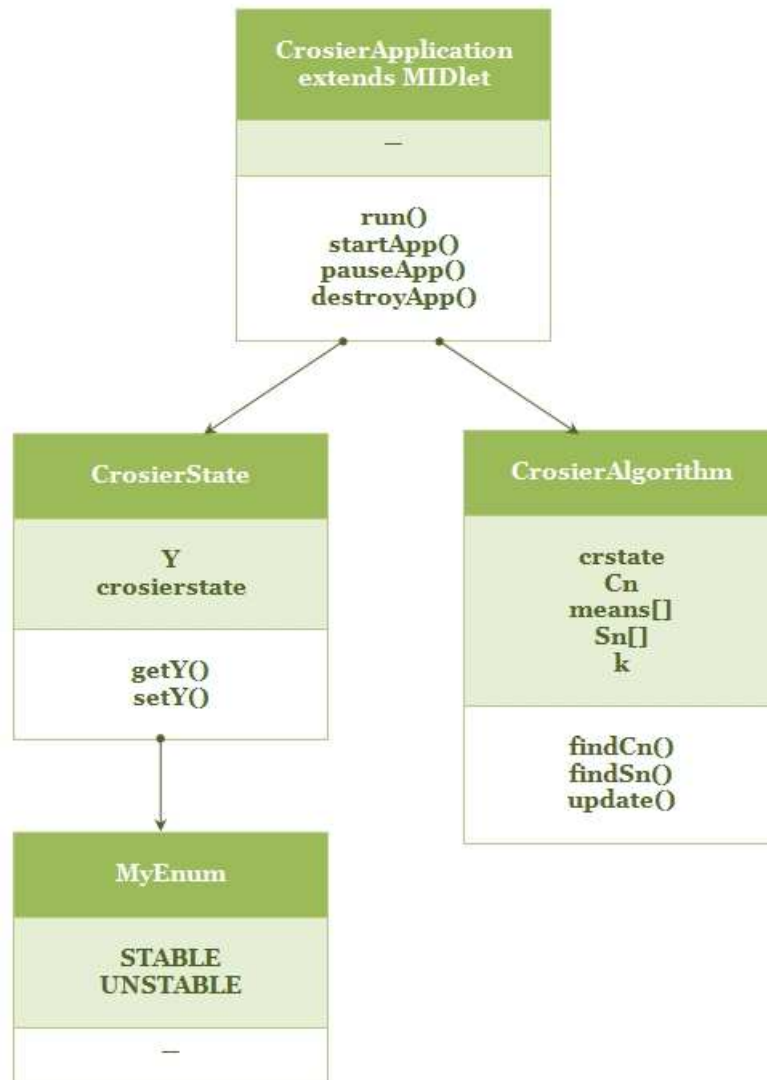 CrosierApplication
extends MIDlet
—
run()
startApp()
pauseApp()
destroyApp()
CrosierState
Y
crosierstate
getY()
setY()
CrosierAlgorithm
crstate
Cn
means[]
Sn[]
k
findCn()
findSn()
update()
MyEnum
STABLE
UNSTABLE
—